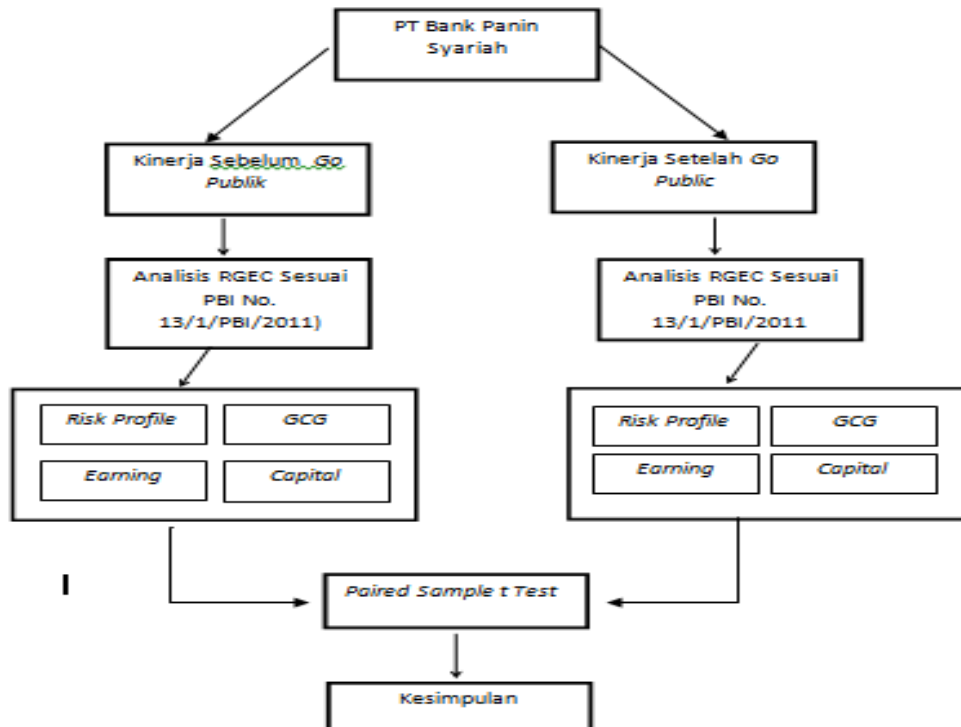 PT Bank Panin
Syariah
Kinerja Sebelum Go
Publik
Kinerja Setelah Go
Public
Analisis RGEC Sesuai
PBI No.
13/1/PBI/2011)
Analisis RGEC Sesuai
PBI No.
13/1/PBI/2011
Risk Profile
GCG
Earning
Capital
Risk Profile
GCG
Earning
Capital
I
Paired Sample t Test
Kesimpulan